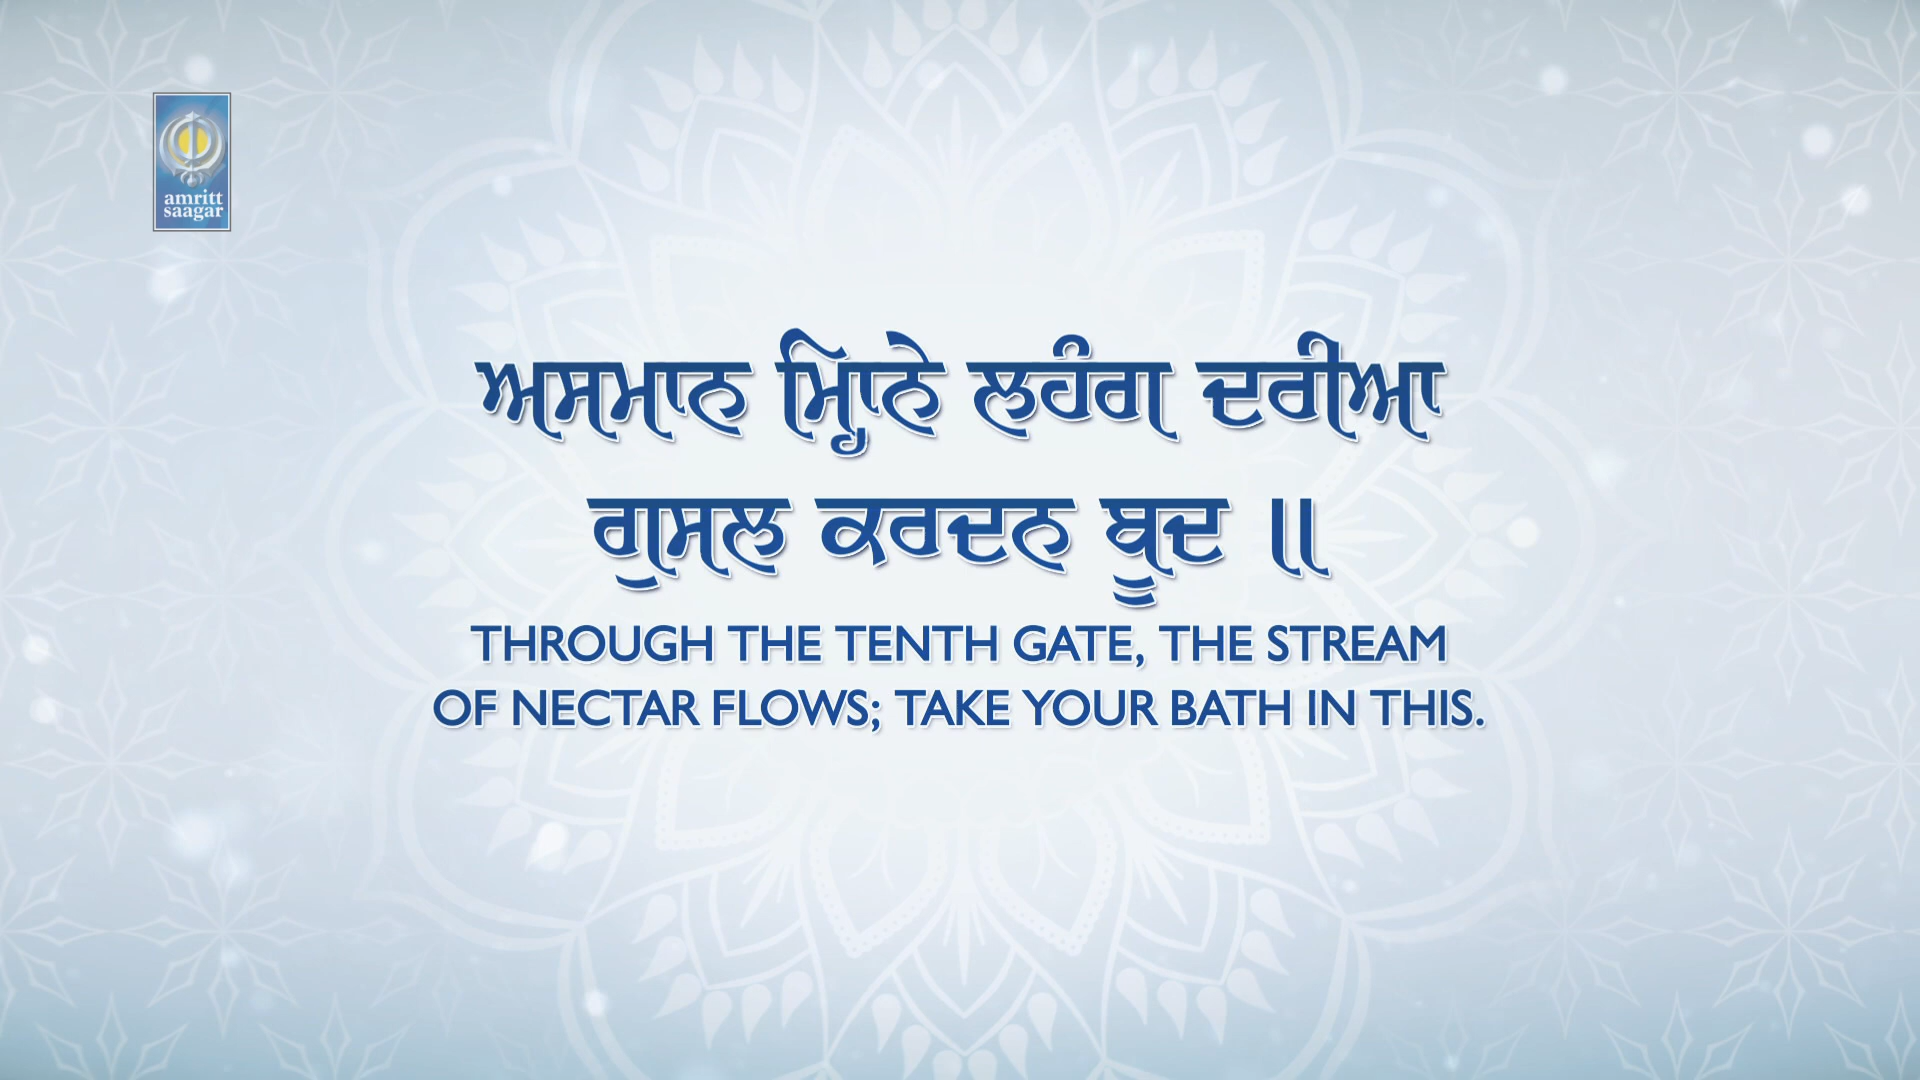 amritt
saagar
ਅਸਮਾਨ ਮ੍ਹਿਾਨੇ ਲਹੰਗ ਦਰੀਆ
ਗੁਸਲ ਕਰਦਨ ਬੂਦ ॥
THROUGH THE TENTH GATE, THE STREAM
OF NECTAR FLOWS; TAKE YOUR BATH IN THIS.